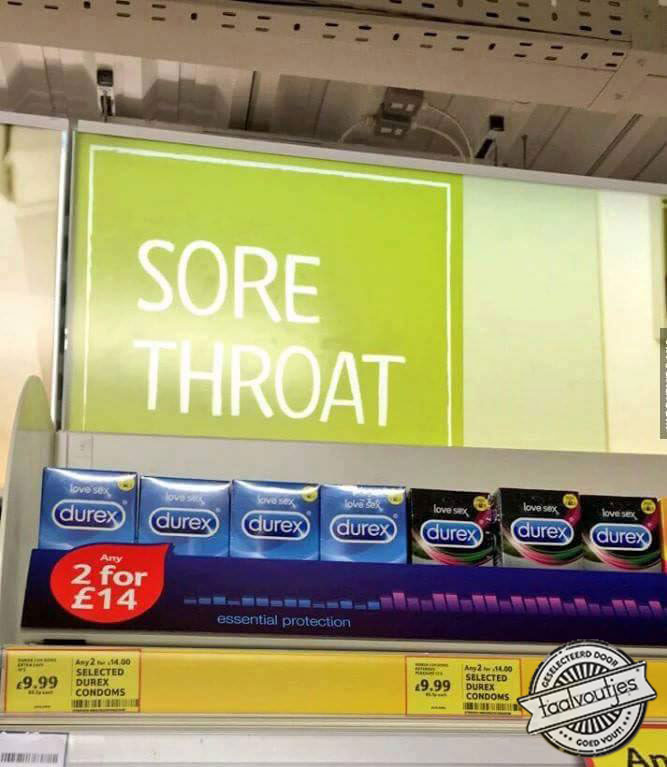 SORE
THROAT
love sex love sex love sex love sex love sex love sex love sex
durex durex durex durex durex durex durex
Any
2 for
£14
essential protection
Any 2 for £14.00
SELECTED
DUREX
CONDOMS
£9.99
Any 2 for £14.00
SELECTED
DUREX
CONDOMS
£9.99
GESELECTEERD DOOR
taalvoutjes
GOED VOUT!
An